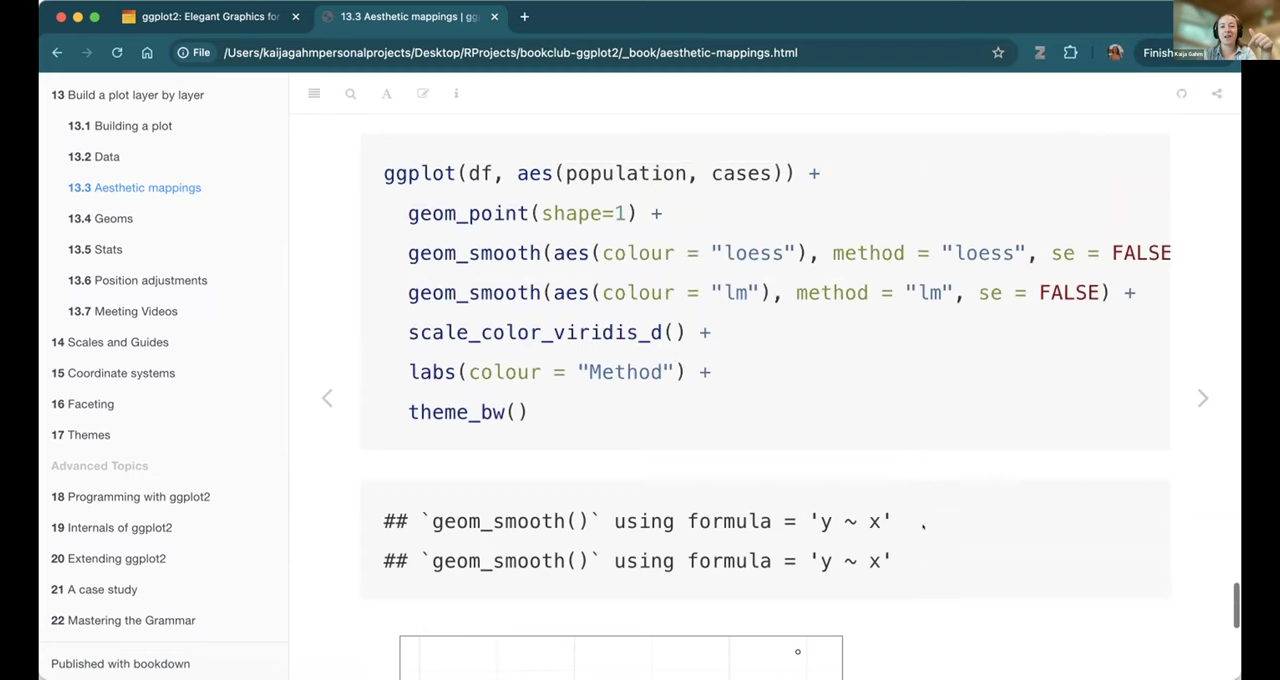 ggplot2: Elegant Graphics for
13.3 Aesthetic mappings | gg
File /Users/kaijagahmpersonalprojects/Desktop/RProjects/bookclub-ggplot2/_book/aesthetic-mappings.html
Finish
Kaija Gahm
13 Build a plot layer by layer
13.1 Building a plot
13.2 Data
13.3 Aesthetic mappings
13.4 Geoms
13.5 Stats
13.6 Position adjustments
13.7 Meeting Videos
14 Scales and Guides
15 Coordinate systems
16 Faceting
17 Themes
Advanced Topics
18 Programming with ggplot2
19 Internals of ggplot2
20 Extending ggplot2
21 A case study
22 Mastering the Grammar
Published with bookdown
ggplot(df, aes(population, cases)) +
geom_point(shape=1) +
geom_smooth(aes(colour = "loess"), method = "loess", se = FALSE
geom_smooth(aes(colour = "lm"), method = "lm", se = FALSE) +
scale_color_viridis_d() +
labs(colour = "Method") +
theme_bw()
## `geom_smooth()` using formula = 'y ~ x'
## `geom_smooth()` using formula = 'y ~ x'